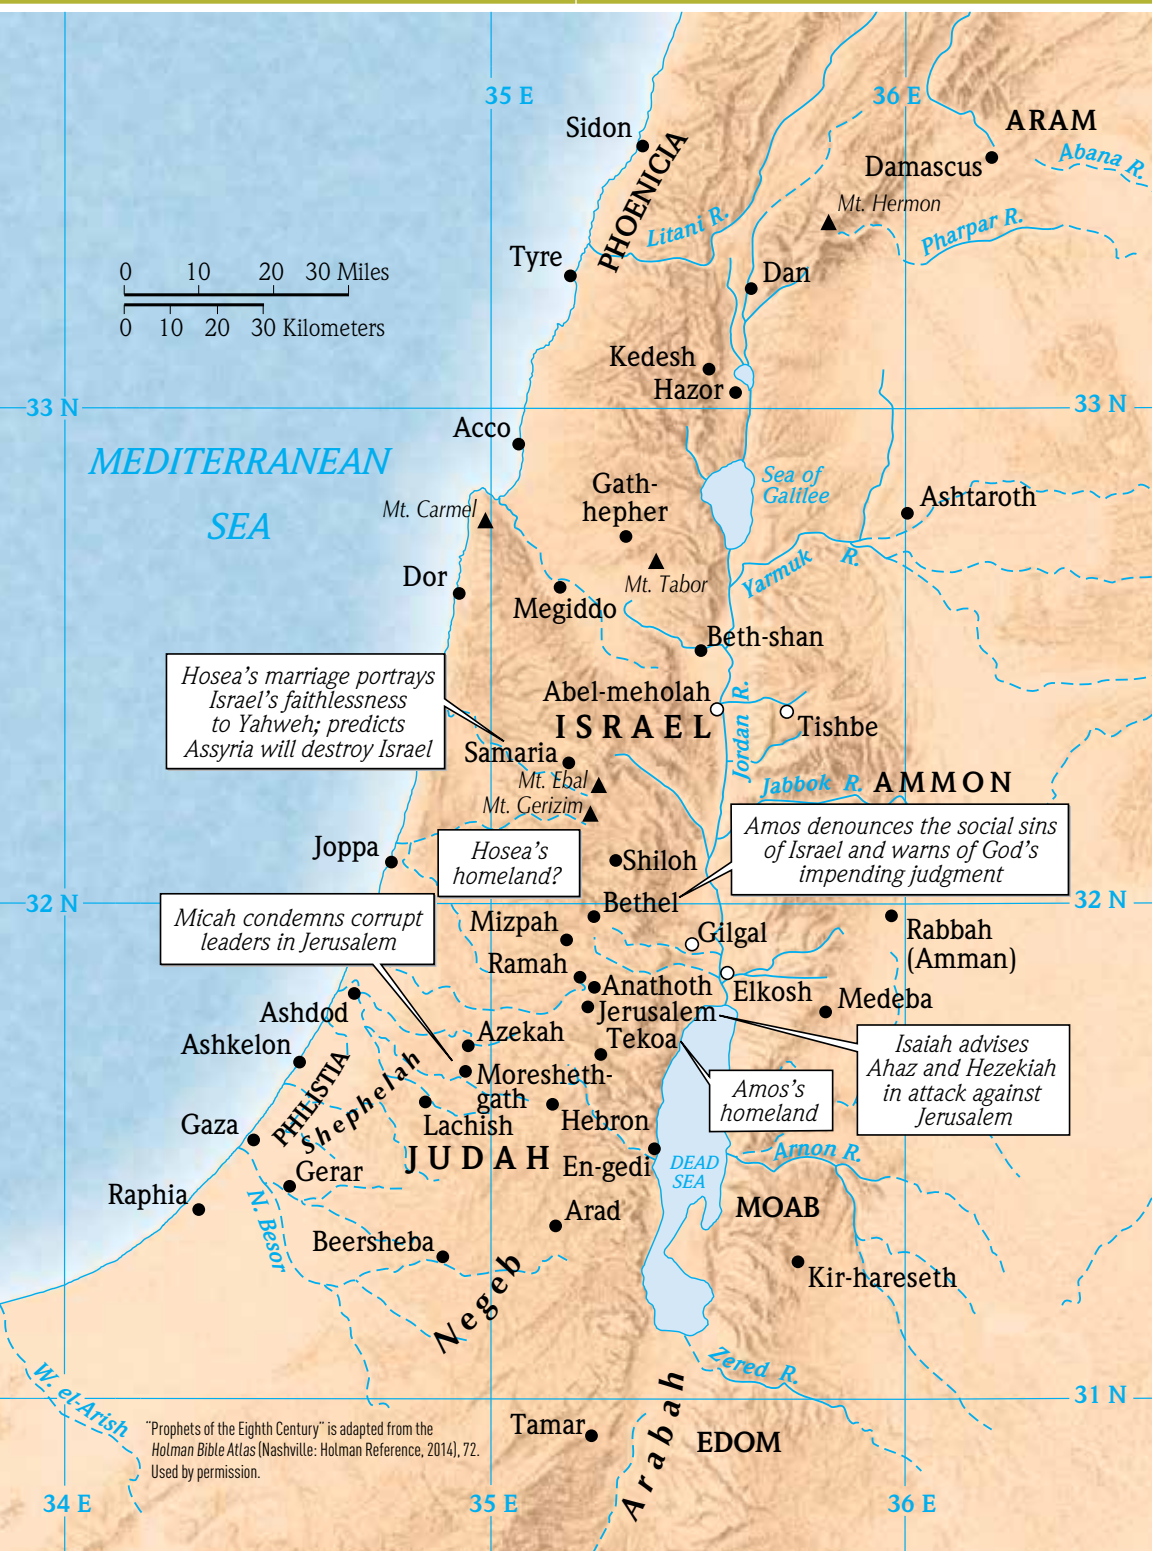 35 E
36 E
ARAM
Sidon
Damascus
Abana R.
PHOENICIA
Mt. Hermon
Litani R.
Pharpar R.
Tyre
Dan
0 10 20 30 Miles
0 10 20 30 Kilometers
Kedesh
Hazor
33 N
33 N
Acco
MEDITERRANEAN
SEA
Sea of
Galilee
Gath-
hepher
Ashtaroth
Mt. Carmel
Yarmuk R.
Dor
Mt. Tabor
Megiddo
Beth-shan
Hosea's marriage portrays
Israel's faithlessness
to Yahweh; predicts
Assyria will destroy Israel
Abel-meholah
ISRAEL
Jordan R.
Tishbe
Samaria
Mt. Ebal
Mt. Gerizim
Jabbok R.
AMMON
Amos denounces the social sins
of Israel and warns of God's
impending judgment
Joppa
Hosea's
homeland?
Shiloh
32 N
32 N
Bethel
Micah condemns corrupt
leaders in Jerusalem
Mizpah
Gilgal
Rabbah
(Amman)
Ramah
Anathoth
Elkosh
Medeba
Ashdod
Jerusalem
Azekah
Tekoa
Ashkelon
Isaiah advises
Ahaz and Hezekiah
in attack against
Jerusalem
PHILISTIA
Shephelah
Moresheth-
gath
Amos's
homeland
Gaza
Lachish
Hebron
JUDAH
En-gedi
DEAD
SEA
Arnon R.
Gerar
Raphia
N. Besor
Arad
MOAB
Beersheba
Kir-hareseth
Negeb
Zered R.
W. el-Arish
31 N
Arabah
Tamar
EDOM
"Prophets of the Eighth Century" is adapted from the
Holman Bible Atlas (Nashville: Holman Reference, 2014), 72.
Used by permission.
34 E
35 E
36 E